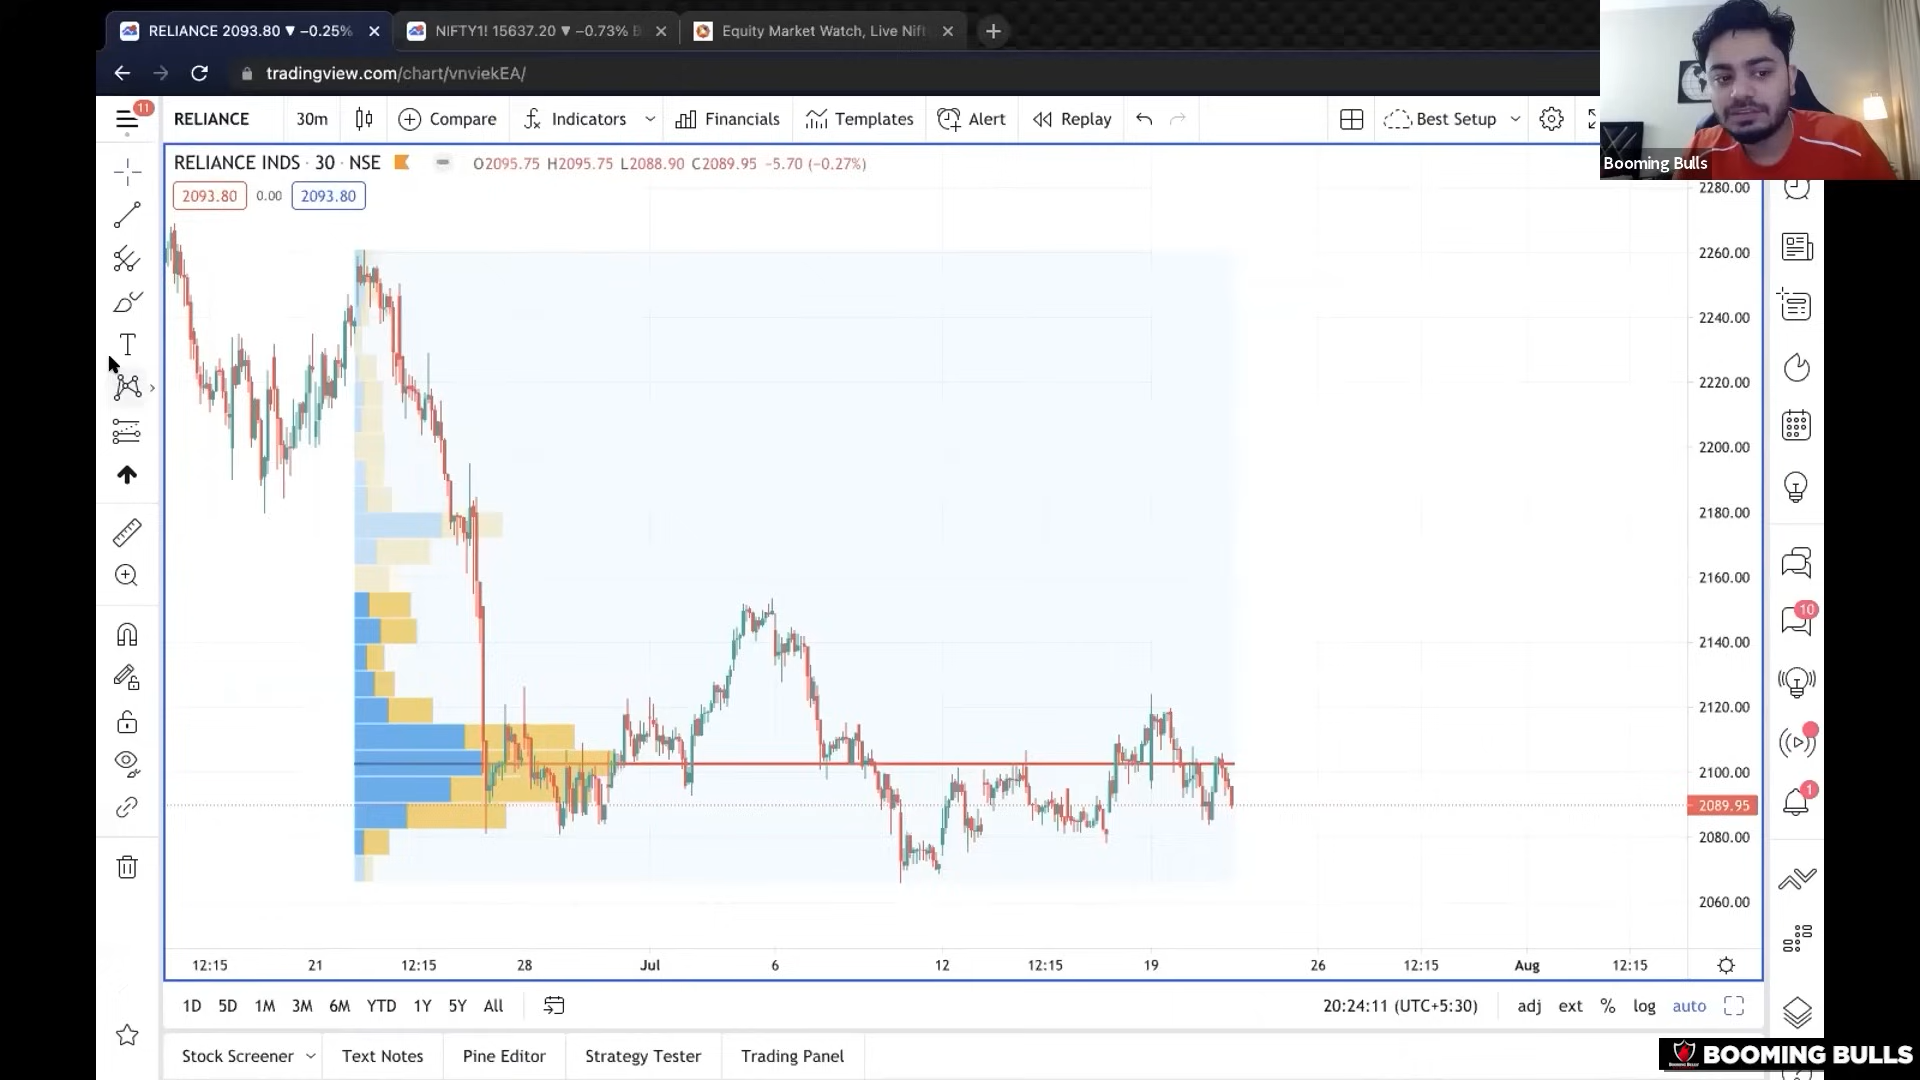 RELIANCE 2093.80 ▼ −0.25%
NIFTY1! 15637.20 ▼ −0.73%
Equity Market Watch, Live Nift
tradingview.com/chart/vnviekEA/
Booming Bulls
11
RELIANCE 30m Compare Indicators Financials Templates Alert Replay Best Setup
RELIANCE INDS · 30 · NSE O2095.75 H2095.75 L2088.90 C2089.95 −5.70 (−0.27%)
2093.80 0.00 2093.80
2280.00
2260.00
2240.00
2220.00
2200.00
2180.00
2160.00
2140.00
2120.00
2100.00
2089.95
2080.00
2060.00
10
1
12:15 21 12:15 28 Jul 6 12 12:15 19 26 12:15 Aug 12:15
1D 5D 1M 3M 6M YTD 1Y 5Y All 20:24:11 (UTC+5:30) adj ext % log auto
Stock Screener Text Notes Pine Editor Strategy Tester Trading Panel
BOOMING BULLS